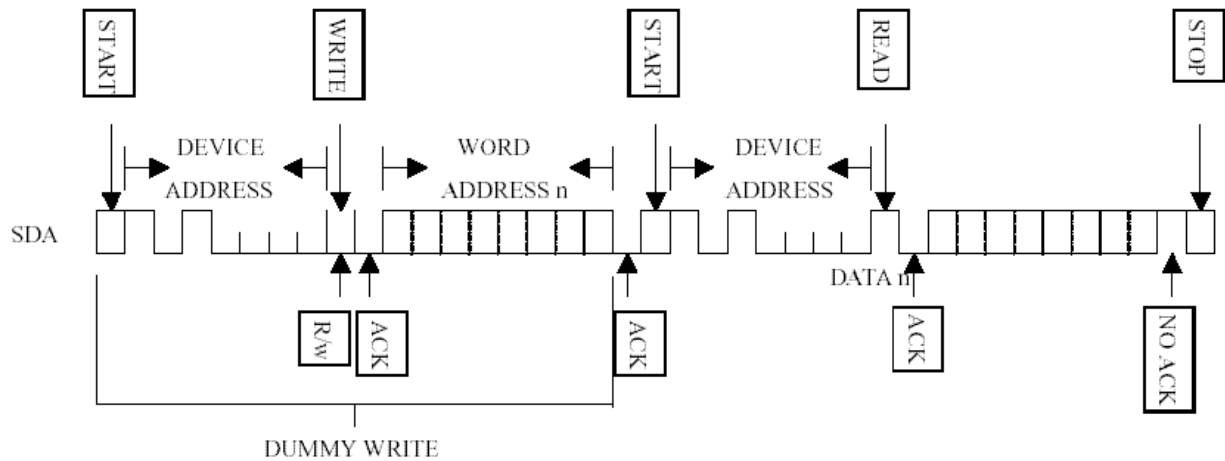 START
WRITE
START
READ
STOP
DEVICE
ADDRESS
WORD
ADDRESS n
DEVICE
ADDRESS
SDA
DATA n
R/w
ACK
ACK
ACK
NO ACK
DUMMY WRITE